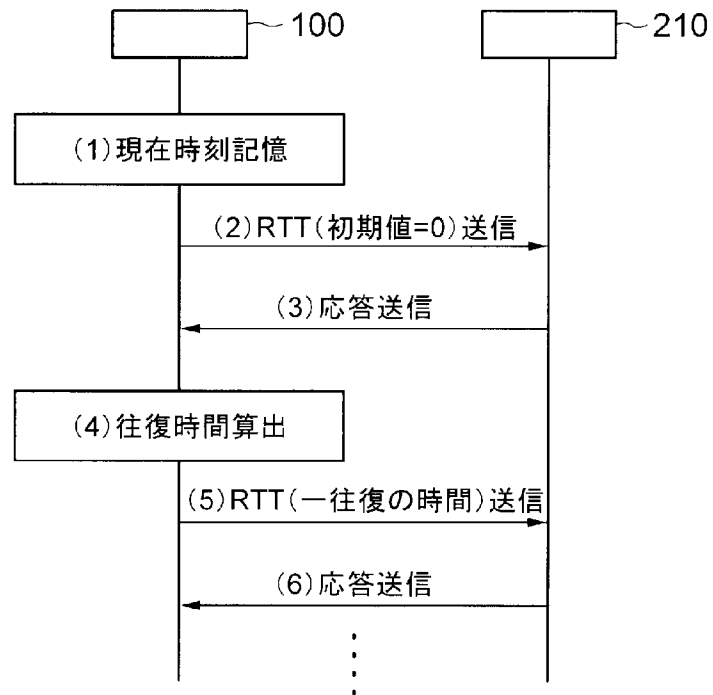 100
210
(1)現在時刻記憶
(2)RTT(初期値=0)送信
(3)応答送信
(4)往復時間算出
(5)RTT(一往復の時間)送信
(6)応答送信